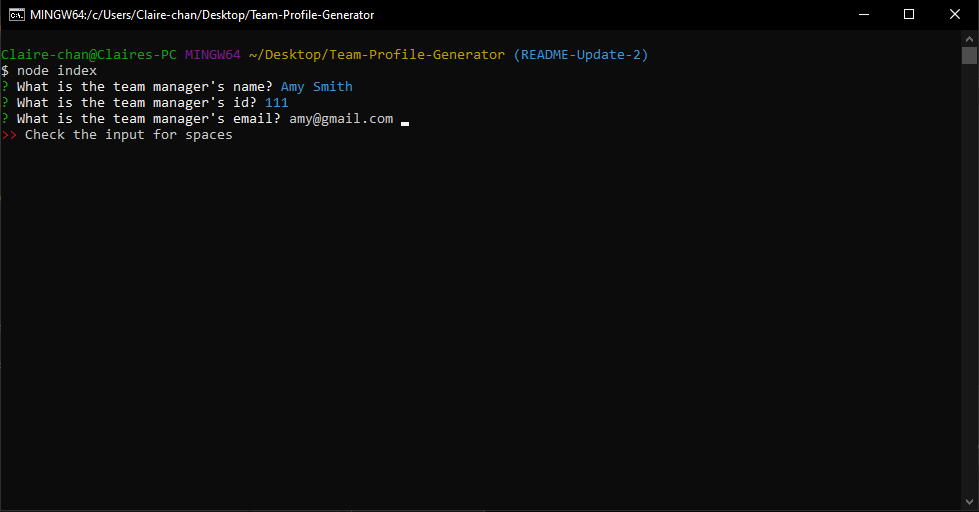 MINGW64:/c/Users/Claire-chan/Desktop/Team-Profile-Generator
Claire-chan@Claires-PC MINGW64 ~/Desktop/Team-Profile-Generator (README-Update-2)
$ node index
? What is the team manager's name? Amy Smith
? What is the team manager's id? 111
? What is the team manager's email? amy@gmail.com
>> Check the input for spaces